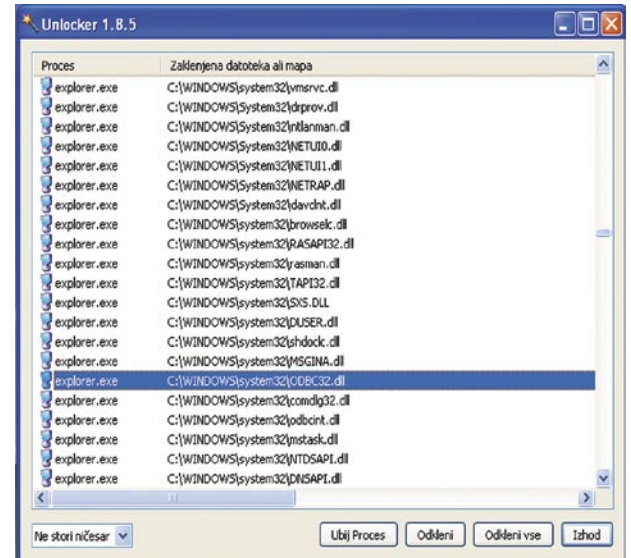 Unlocker 1.8.5
Proces Zaklenjena datoteka ali mapa
explorer.exe C:\WINDOWS\system32\vmsrvc.dll
explorer.exe C:\WINDOWS\System32\drprov.dll
explorer.exe C:\WINDOWS\System32\ntlanman.dll
explorer.exe C:\WINDOWS\System32\NETUI0.dll
explorer.exe C:\WINDOWS\System32\NETUI1.dll
explorer.exe C:\WINDOWS\System32\NETRAP.dll
explorer.exe C:\WINDOWS\System32\davclnt.dll
explorer.exe C:\WINDOWS\system32\browselc.dll
explorer.exe C:\WINDOWS\system32\RASAPI32.dll
explorer.exe C:\WINDOWS\system32\rasman.dll
explorer.exe C:\WINDOWS\system32\TAPI32.dll
explorer.exe C:\WINDOWS\system32\SXS.DLL
explorer.exe C:\WINDOWS\system32\DUSER.dll
explorer.exe C:\WINDOWS\system32\shdoclc.dll
explorer.exe C:\WINDOWS\system32\MSGINA.dll
explorer.exe C:\WINDOWS\system32\ODBC32.dll
explorer.exe C:\WINDOWS\system32\comdlg32.dll
explorer.exe C:\WINDOWS\system32\odbcint.dll
explorer.exe C:\WINDOWS\system32\mstask.dll
explorer.exe C:\WINDOWS\system32\NTDSAPI.dll
explorer.exe C:\WINDOWS\system32\DNSAPI.dll
Ne stori ničesar Ubij Proces Odkleni Odkleni vse Izhod